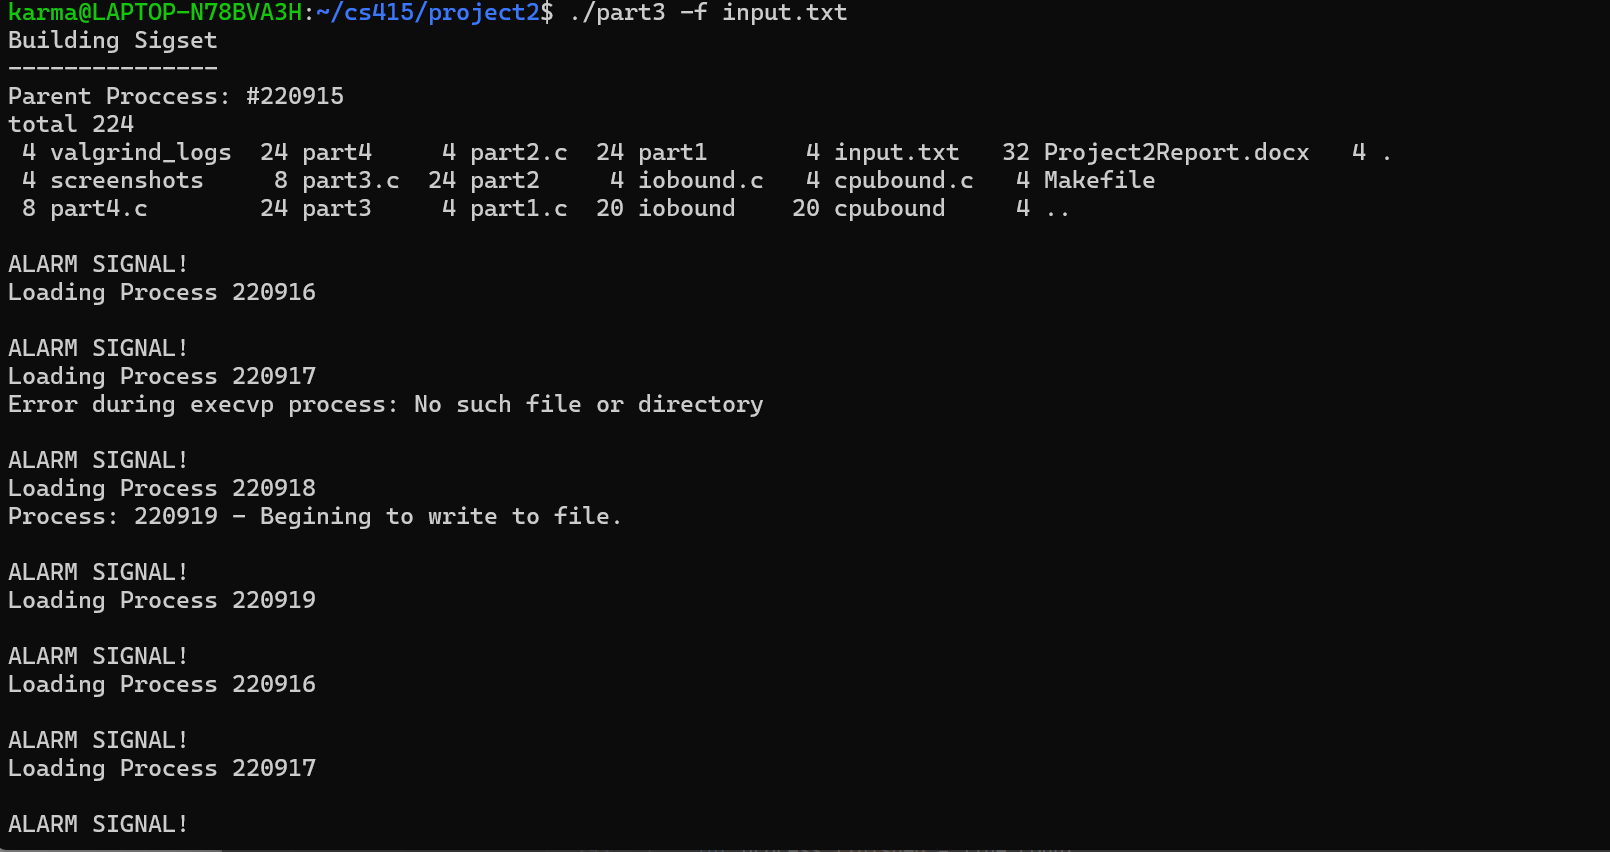 karma@LAPTOP-N78BVA3H:~/cs415/project2$ ./part3 -f input.txt
Building Sigset
---------------
Parent Proccess: #220915
total 224
 4 valgrind_logs  24 part4     4 part2.c  24 part1       4 input.txt   32 Project2Report.docx   4 .
 4 screenshots     8 part3.c  24 part2     4 iobound.c   4 cpubound.c   4 Makefile
 8 part4.c        24 part3     4 part1.c  20 iobound    20 cpubound     4 ..

ALARM SIGNAL!
Loading Process 220916

ALARM SIGNAL!
Loading Process 220917
Error during execvp process: No such file or directory

ALARM SIGNAL!
Loading Process 220918
Process: 220919 - Begining to write to file.

ALARM SIGNAL!
Loading Process 220919

ALARM SIGNAL!
Loading Process 220916

ALARM SIGNAL!
Loading Process 220917

ALARM SIGNAL!